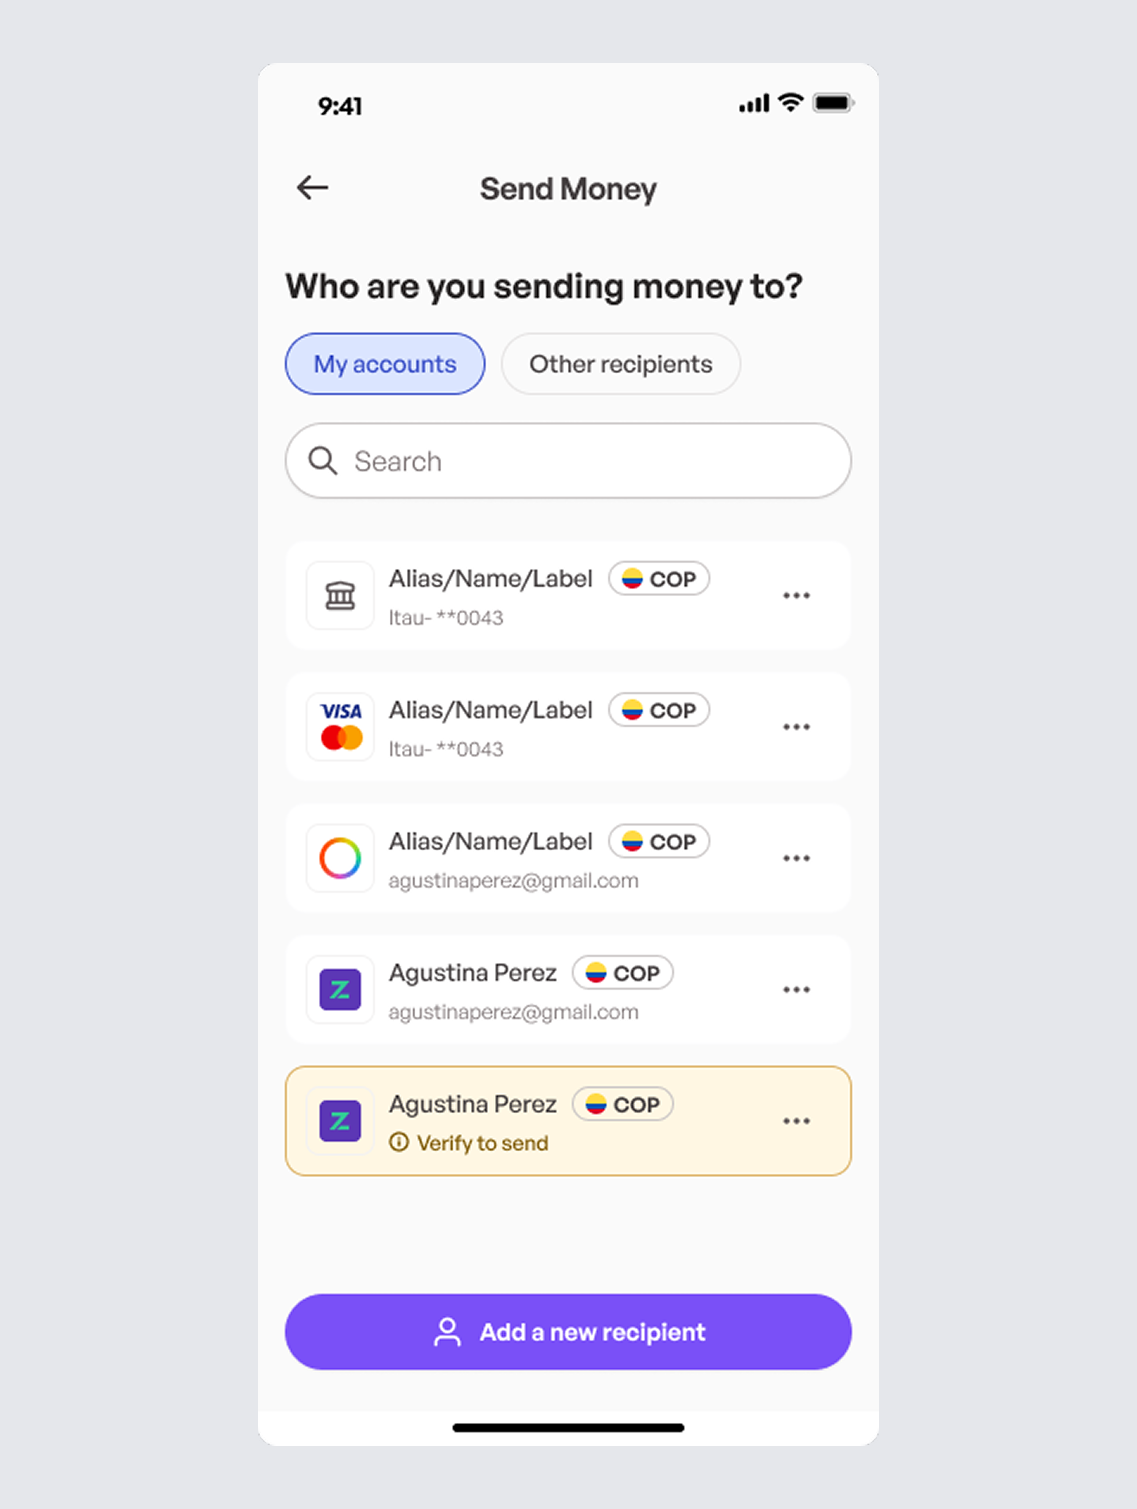 9:41
Send Money
Who are you sending money to?
My accounts
Other recipients
Search
Alias/Name/Label COP
Itau- **0043
VISA
Alias/Name/Label COP
Itau- **0043
Alias/Name/Label COP
agustinaperez@gmail.com
Agustina Perez COP
agustinaperez@gmail.com
Agustina Perez COP
Verify to send
Add a new recipient